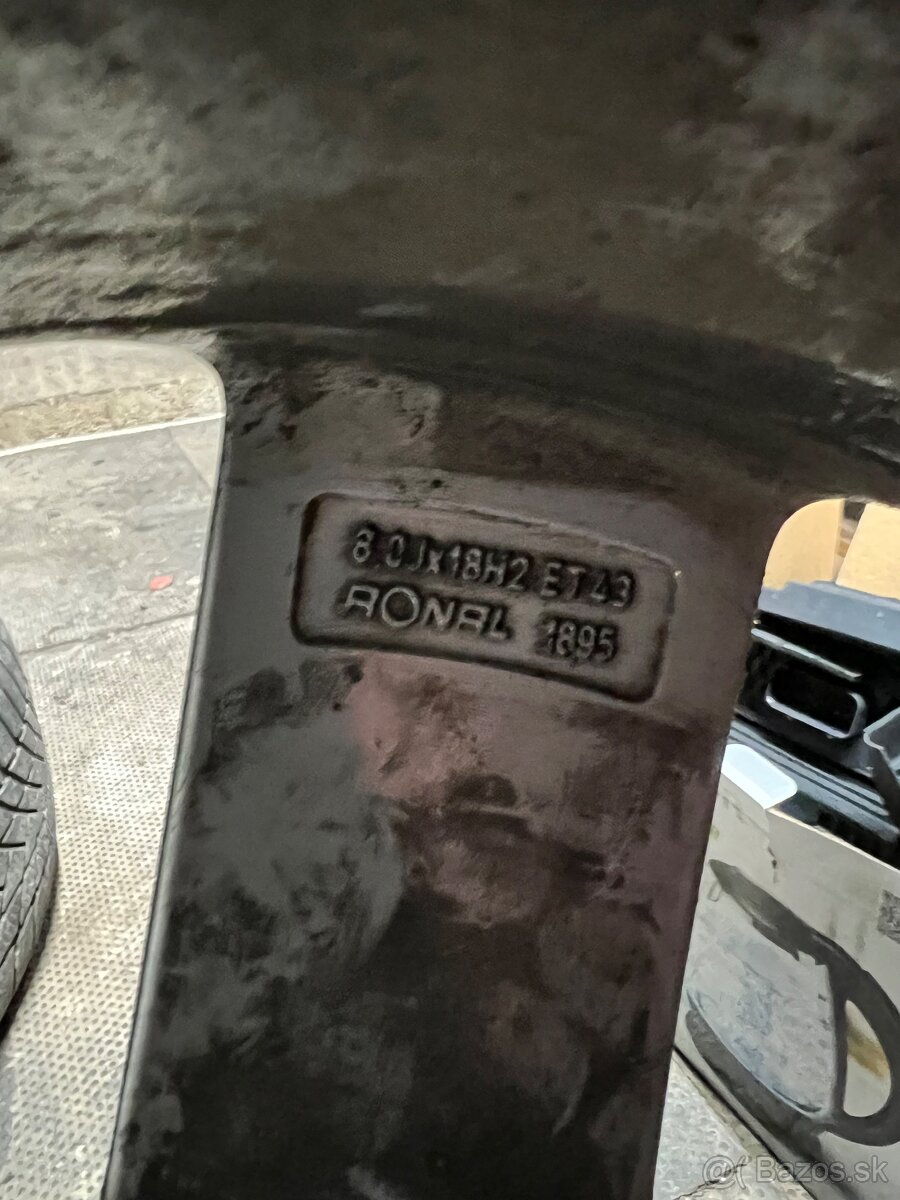 8.0Jx18H2 ET43
RONAL 1895
Bazos.sk